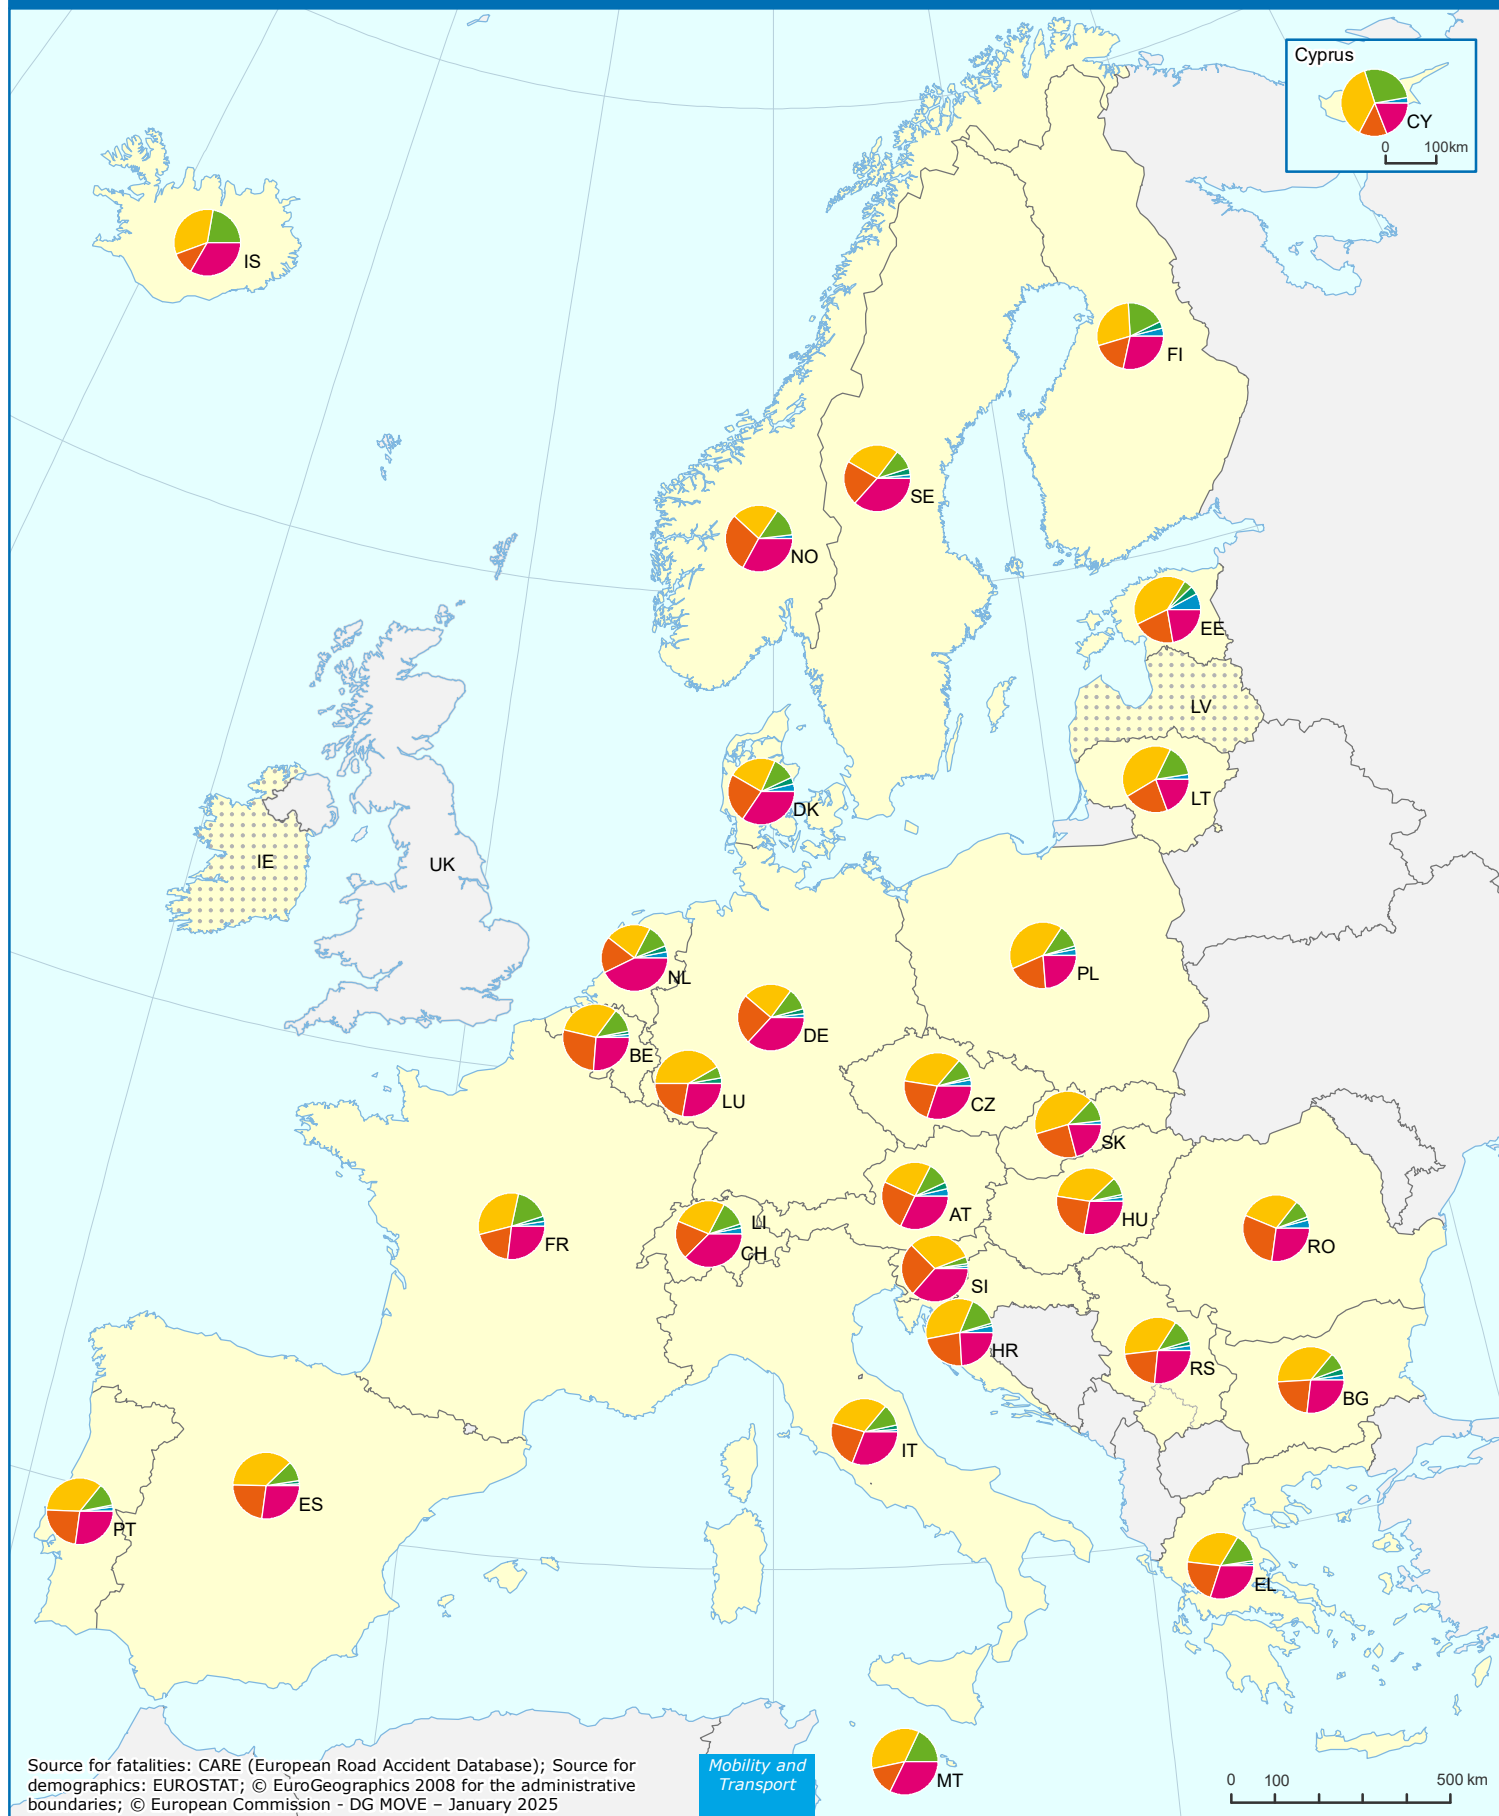 Cyprus
CY
0 100km
IS
FI
SE
NO
EE
LV
LT
DK
IE
UK
NL
PL
DE
BE
LU
CZ
SK
AT
HU
LI
CH
FR
RO
SI
HR
RS
BG
IT
ES
PT
EL
MT
Source for fatalities: CARE (European Road Accident Database); Source for
demographics: EUROSTAT; © EuroGeographics 2008 for the administrative
boundaries; © European Commission - DG MOVE – January 2025
Mobility and
Transport
0 100 500 km